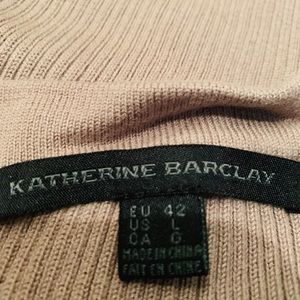 KATHERINE BARCLAY
EU 42
US L
CA G
MADE IN CHINA
FAIT EN CHINE